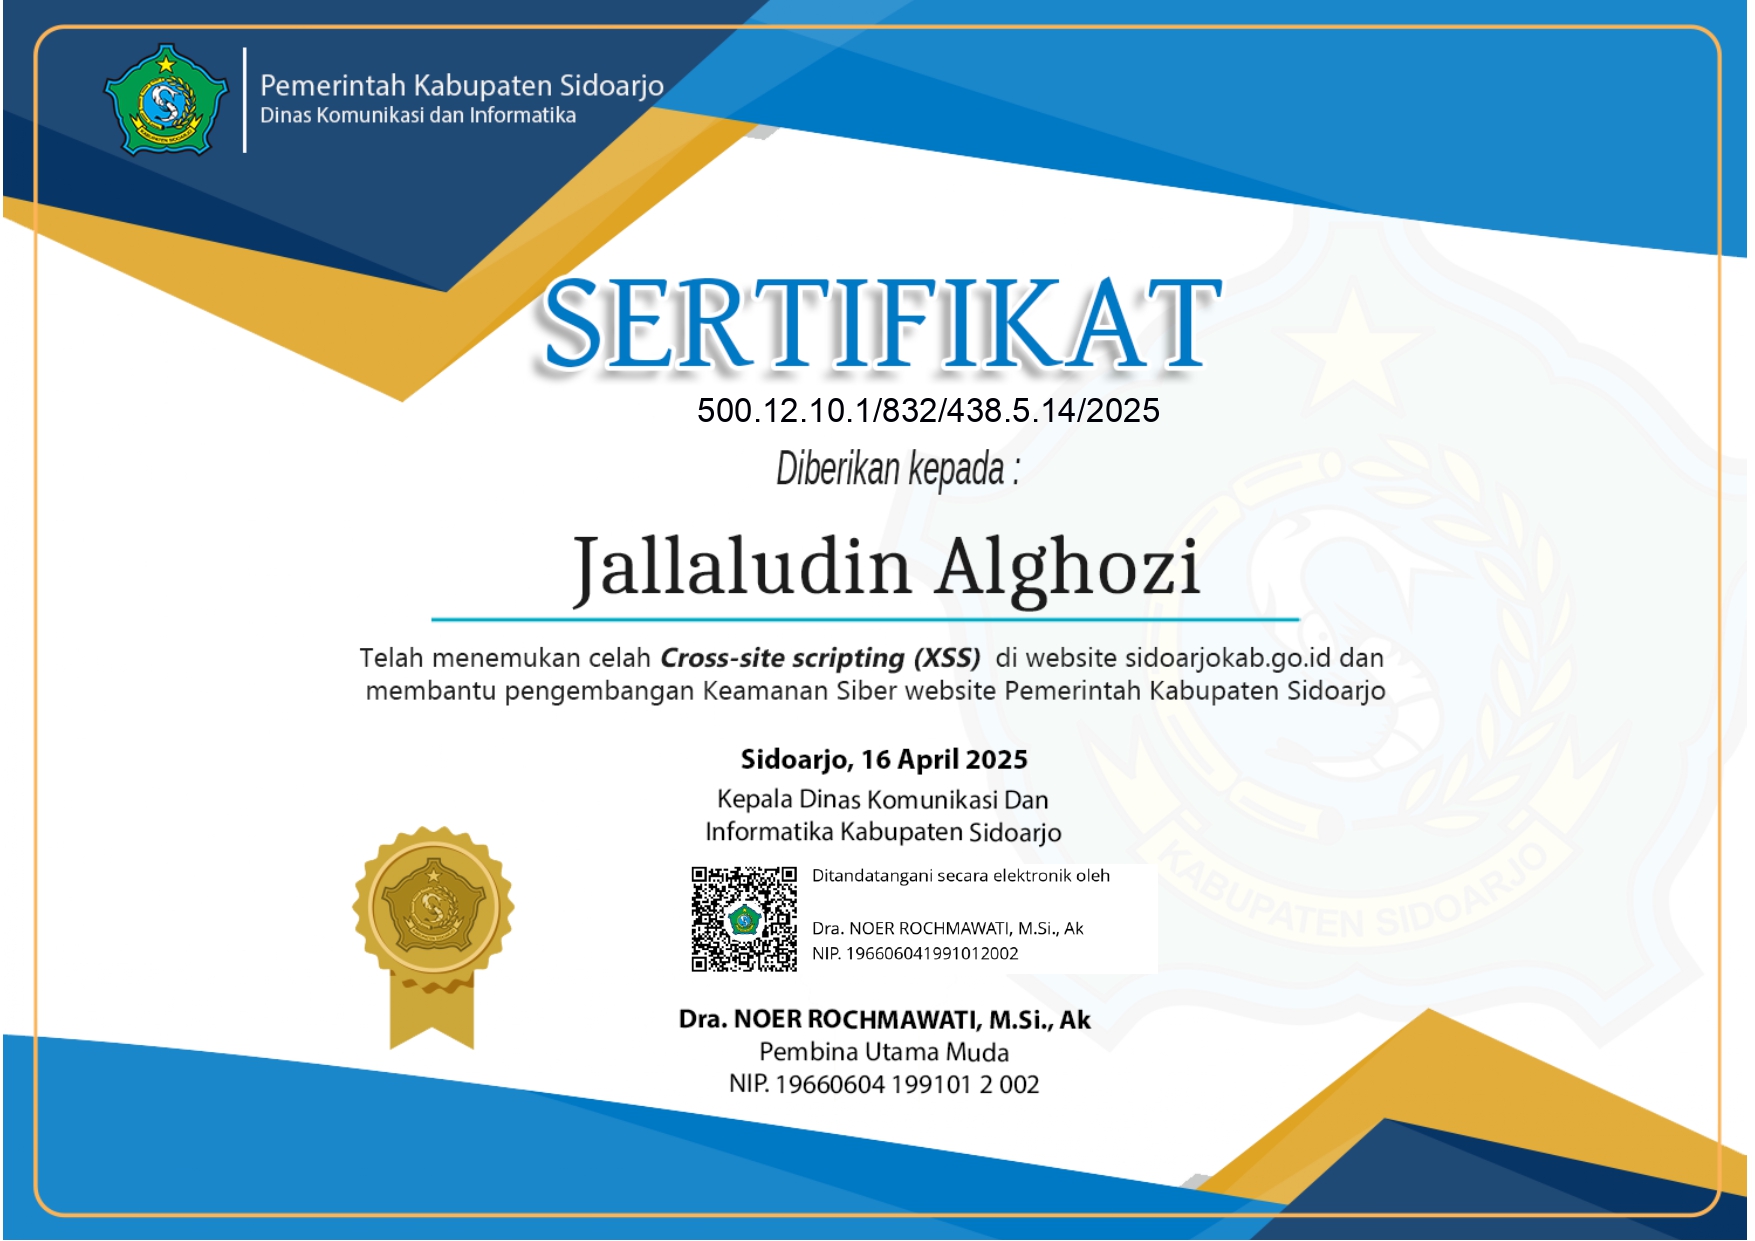 Pemerintah Kabupaten Sidoarjo
Dinas Komunikasi dan Informatika
KABUPATEN SIDOARJO
SERTIFIKAT
500.12.10.1/832/438.5.14/2025
Diberikan kepada :
Jallaludin Alghozi
Telah menemukan celah Cross-site scripting (XSS) di website sidoarjokab.go.id dan
membantu pengembangan Keamanan Siber website Pemerintah Kabupaten Sidoarjo
Sidoarjo, 16 April 2025
Kepala Dinas Komunikasi Dan
Informatika Kabupaten Sidoarjo
Ditandatangani secara elektronik oleh
Dra. NOER ROCHMAWATI, M.Si., Ak
NIP. 196606041991012002
KABUPATEN SIDOARJO
Dra. NOER ROCHMAWATI, M.Si., Ak
Pembina Utama Muda
NIP. 19660604 199101 2 002